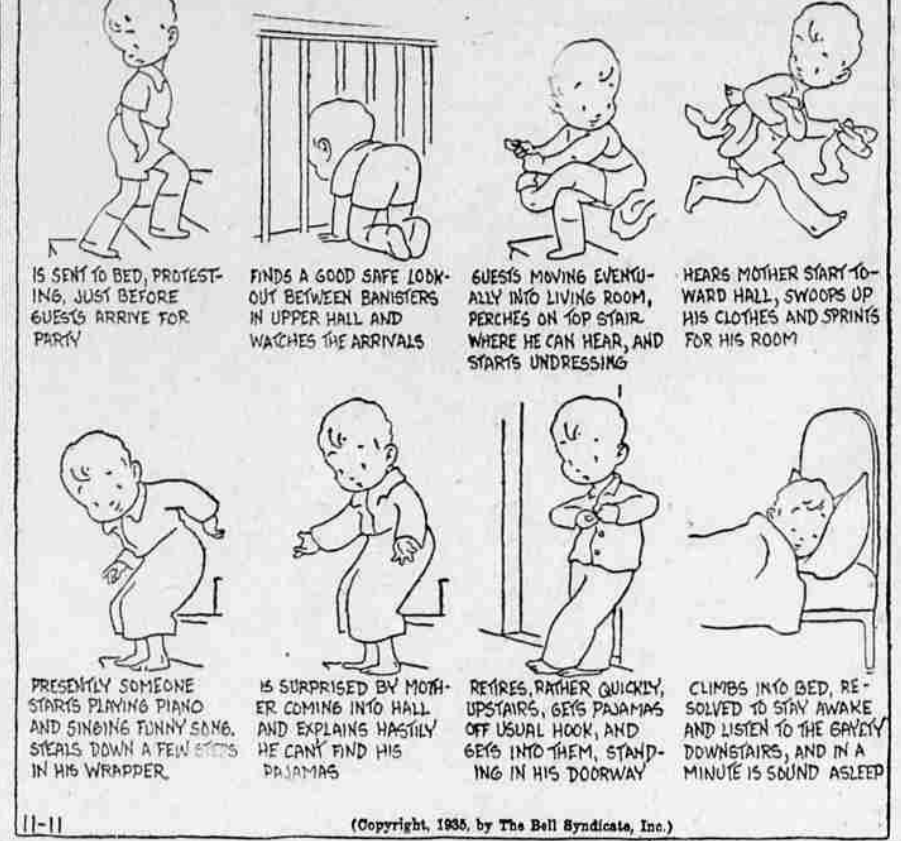 IS SENT TO BED, PROTEST-
ING, JUST BEFORE
GUESTS ARRIVE FOR
PARTY
FINDS A GOOD SAFE LOOK-
OUT BETWEEN BANISTERS
IN UPPER HALL AND
WATCHES THE ARRIVALS
GUESTS MOVING EVENTU-
ALLY INTO LIVING ROOM,
PERCHES ON TOP STAIR
WHERE HE CAN HEAR, AND
STARTS UNDRESSING
HEARS MOTHER START TO-
WARD HALL, SWOOPS UP
HIS CLOTHES AND SPRINTS
FOR HIS ROOM
PRESENTLY SOMEONE
STARTS PLAYING PIANO
AND SINGING FUNNY SONG.
STEALS DOWN A FEW STEPS
IN HIS WRAPPER
IS SURPRISED BY MOTH-
ER COMING INTO HALL
AND EXPLAINS HASTILY
HE CAN'T FIND HIS
PAJAMAS
RETIRES, RATHER QUICKLY,
UPSTAIRS, GETS PAJAMAS
OFF USUAL HOOK, AND
GETS INTO THEM, STAND-
ING IN HIS DOORWAY
CLIMBS INTO BED, RE-
SOLVED TO STAY AWAKE
AND LISTEN TO THE GAYETY
DOWNSTAIRS, AND IN A
MINUTE IS SOUND ASLEEP
11-11
(Copyright, 1935, by The Bell Syndicate, Inc.)